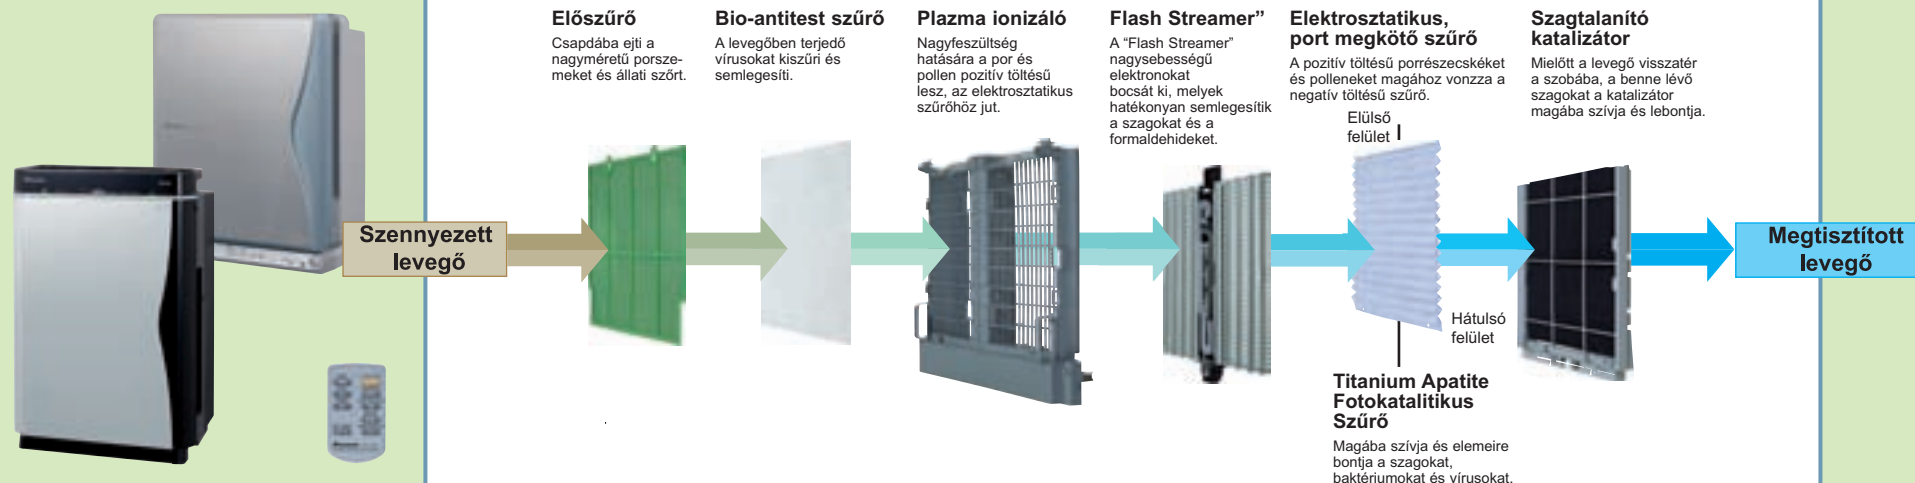 Előszűrő
Csapdába ejti a
nagyméretű porsze-
meket és állati szőrt.
Bio-antitest szűrő
A levegőben terjedő
vírusokat kiszűri és
semlegesíti.
Plazma ionizáló
Nagyfeszültség
hatására a por és
pollen pozitív töltésű
lesz, az elektrosztatikus
szűrőhöz jut.
Flash Streamer”
A “Flash Streamer”
nagysebességű
elektronokat
bocsát ki, melyek
hatékonyan semlegesítik
a szagokat és a
formaldehideket.
Elektrosztatikus,
port megkötő szűrő
A pozitív töltésű porrészecskéket
és polleneket magához vonzza a
negatív töltésű szűrő.
Elülső
felület
Hátulsó
felület
Titanium Apatite
Fotokatalitikus
Szűrő
Magába szívja és elemeire
bontja a szagokat,
baktériumokat és vírusokat.
Szagtalanító
katalizátor
Mielőtt a levegő visszatér
a szobába, a benne lévő
szagokat a katalizátor
magába szívja és lebontja.
Szennyezett
levegő
Megtisztított
levegő